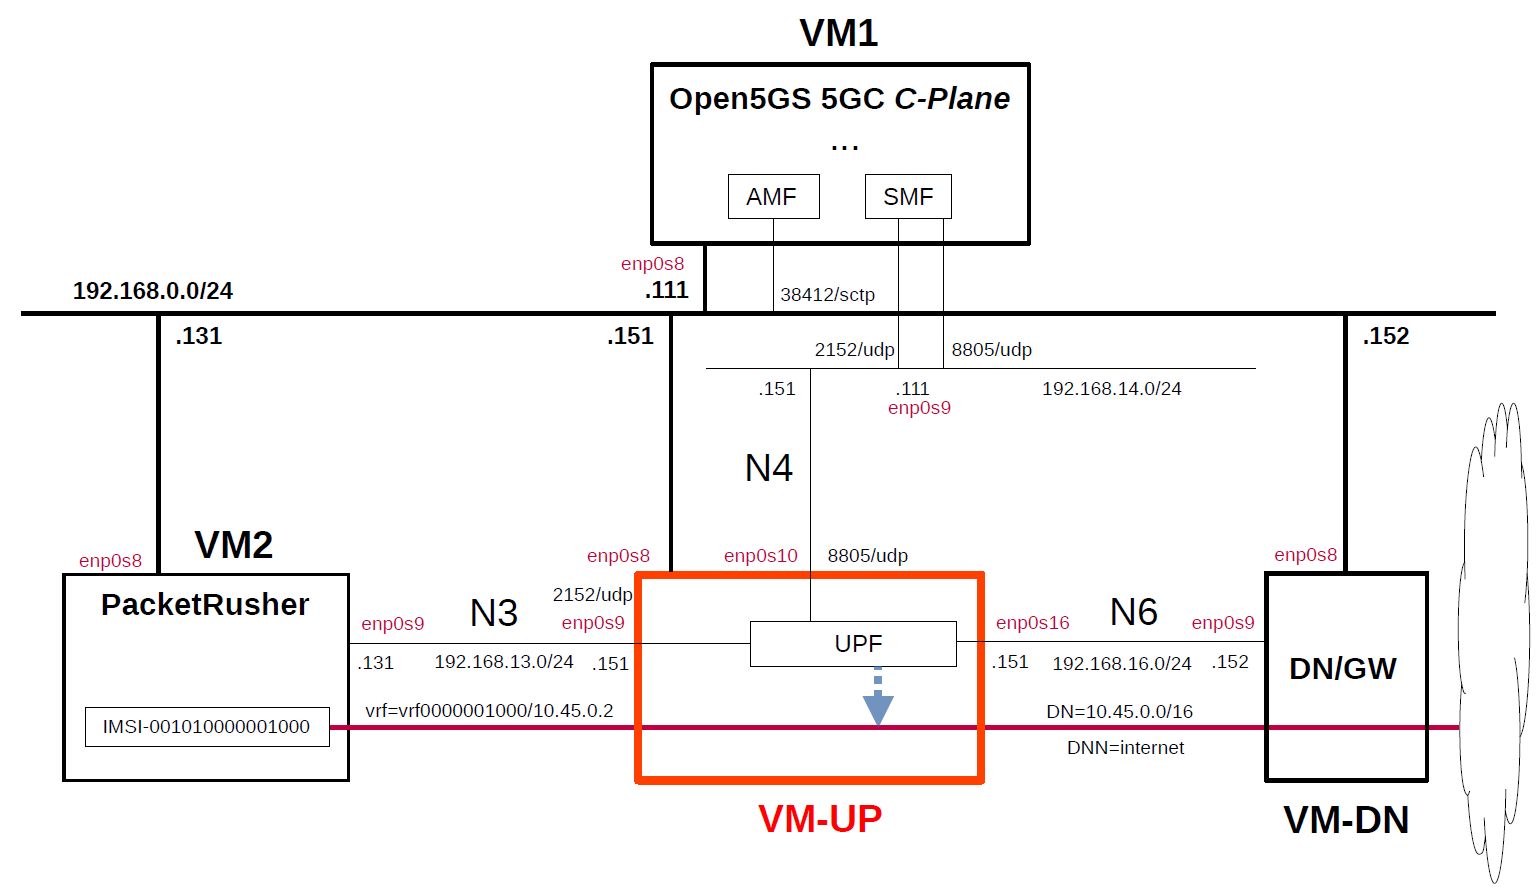 VM1
Open5GS 5GC C-Plane
...
AMF
SMF
enp0s8
192.168.0.0/24
.111
38412/sctp
.131
.151
.152
2152/udp
8805/udp
.151
.111
192.168.14.0/24
enp0s9
N4
VM2
enp0s8
enp0s8
enp0s10
8805/udp
enp0s8
PacketRusher
N3
2152/udp
enp0s9
enp0s9
enp0s16
N6
enp0s9
UPF
.131
192.168.13.0/24
.151
.151
192.168.16.0/24
.152
DN/GW
IMSI-001010000001000
vrf=vrf0000001000/10.45.0.2
DN=10.45.0.0/16
DNN=internet
VM-UP
VM-DN